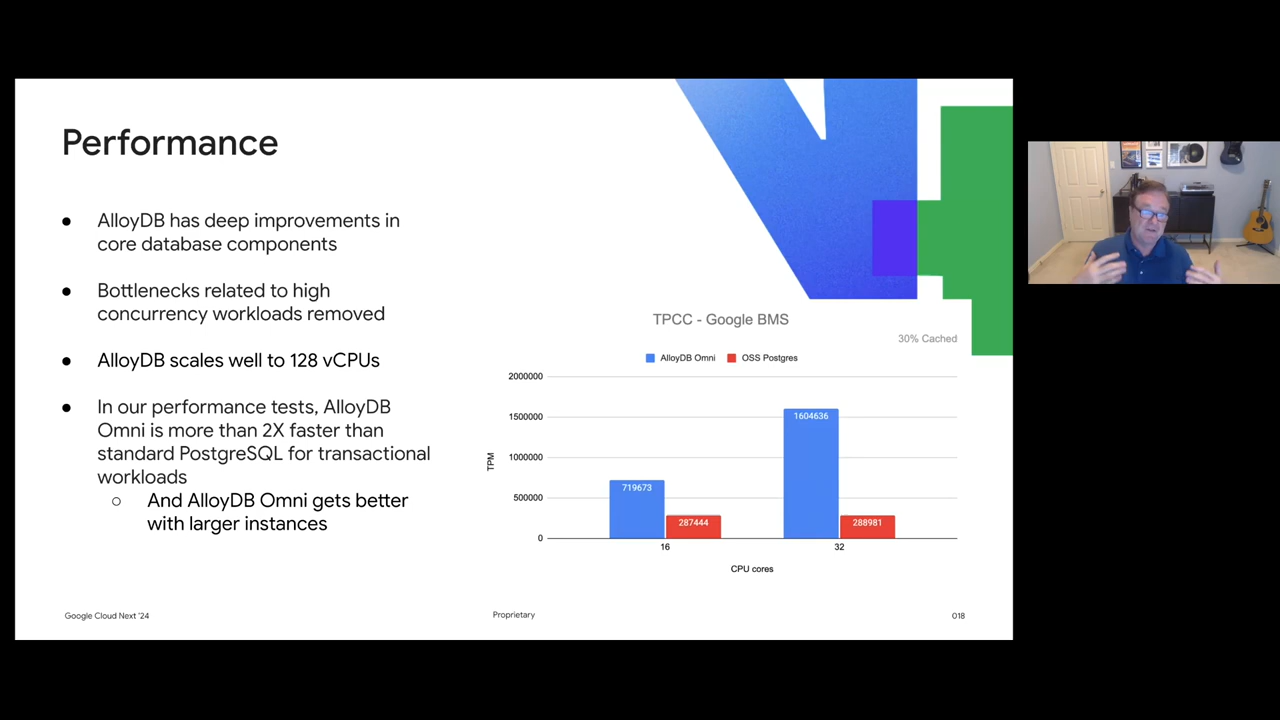 Performance
● AlloyDB has deep improvements in
core database components
● Bottlenecks related to high
concurrency workloads removed
● AlloyDB scales well to 128 vCPUs
● In our performance tests, AlloyDB
Omni is more than 2X faster than
standard PostgreSQL for transactional
workloads
○ And AlloyDB Omni gets better
with larger instances
TPCC - Google BMS
30% Cached
AlloyDB Omni OSS Postgres
2000000
1500000
1000000
500000
0
TPM
719673
287444
1604636
288981
16 32
CPU cores
Google Cloud Next '24 Proprietary 018